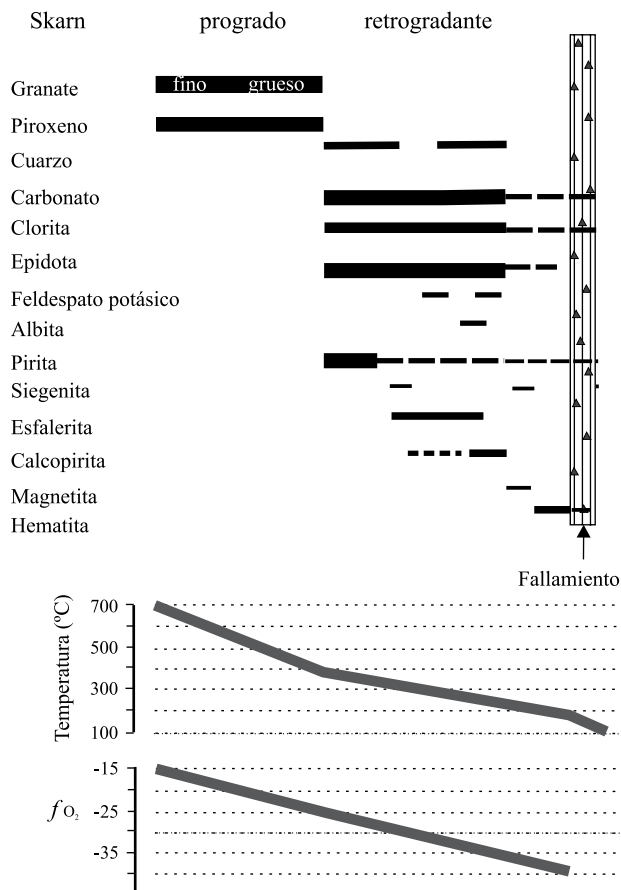 Skarn progrado retrogradante
Granate fino grueso
Piroxeno
Cuarzo
Carbonato
Clorita
Epidota
Feldespato potásico
Albita
Pirita
Siegenita
Esfalerita
Calcopirita
Magnetita
Hematita
Fallamiento
Temperatura (ºC)
700
500
300
100
f O2
-15
-25
-35